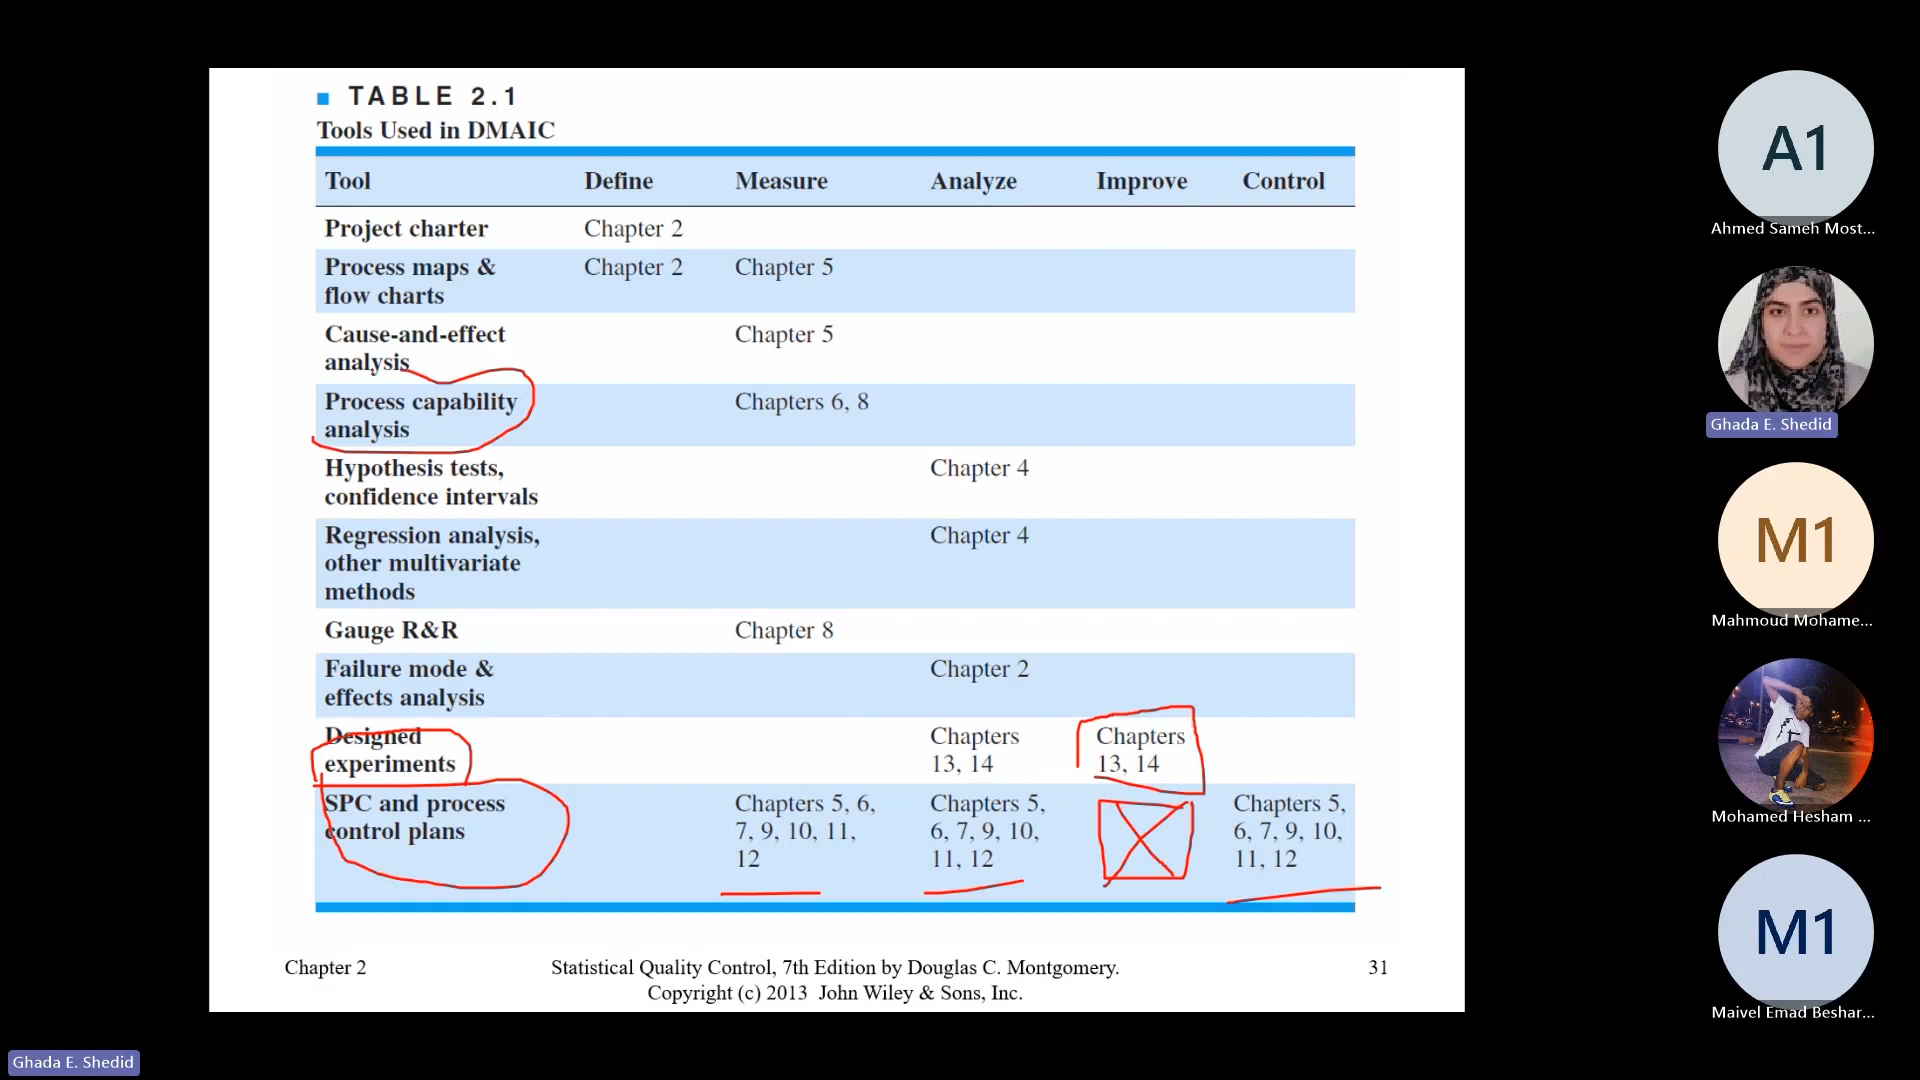 TABLE 2.1
Tools Used in DMAIC
Tool Define Measure Analyze Improve Control
Project charter Chapter 2
Process maps & Chapter 2 Chapter 5
flow charts
Cause-and-effect Chapter 5
analysis
Process capability Chapters 6, 8
analysis
Hypothesis tests, Chapter 4
confidence intervals
Regression analysis, Chapter 4
other multivariate
methods
Gauge R&R Chapter 8
Failure mode & Chapter 2
effects analysis
Designed Chapters Chapters
experiments 13, 14 13, 14
SPC and process Chapters 5, 6, Chapters 5, Chapters 5,
control plans 7, 9, 10, 11, 6, 7, 9, 10, 6, 7, 9, 10,
12 11, 12 11, 12
Chapter 2 Statistical Quality Control, 7th Edition by Douglas C. Montgomery. 31
Copyright (c) 2013 John Wiley & Sons, Inc.
A1
Ahmed Sameh Most...
Ghada E. Shedid
M1
Mahmoud Mohame...
Mohamed Hesham ...
M1
Maivel Emad Beshar...
Ghada E. Shedid